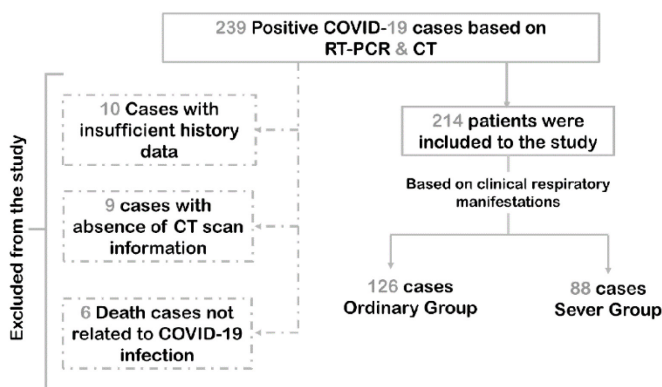 239 Positive COVID-19 cases based on
RT-PCR & CT
Excluded from the study
10 Cases with
insufficient history
data
9 cases with
absence of CT scan
information
6 Death cases not
related to COVID-19
infection
214 patients were
included to the study
Based on clinical respiratory
manifestations
126 cases
Ordinary Group
88 cases
Sever Group